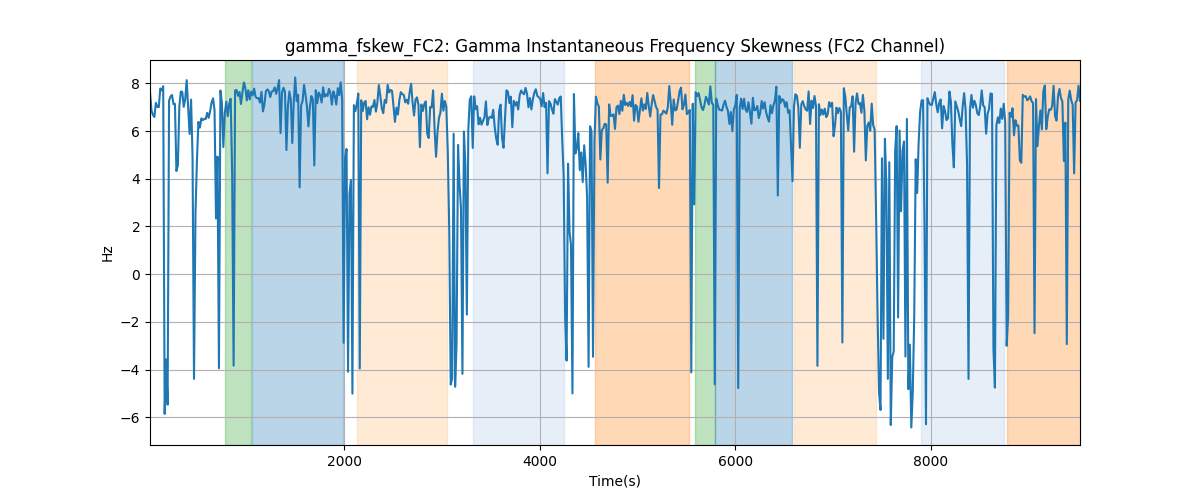 gamma_fskew_FC2: Gamma Instantaneous Frequency Skewness (FC2 Channel)
8
6
4
2
0
−2
−4
−6
Hz
2000 4000 6000 8000
Time(s)